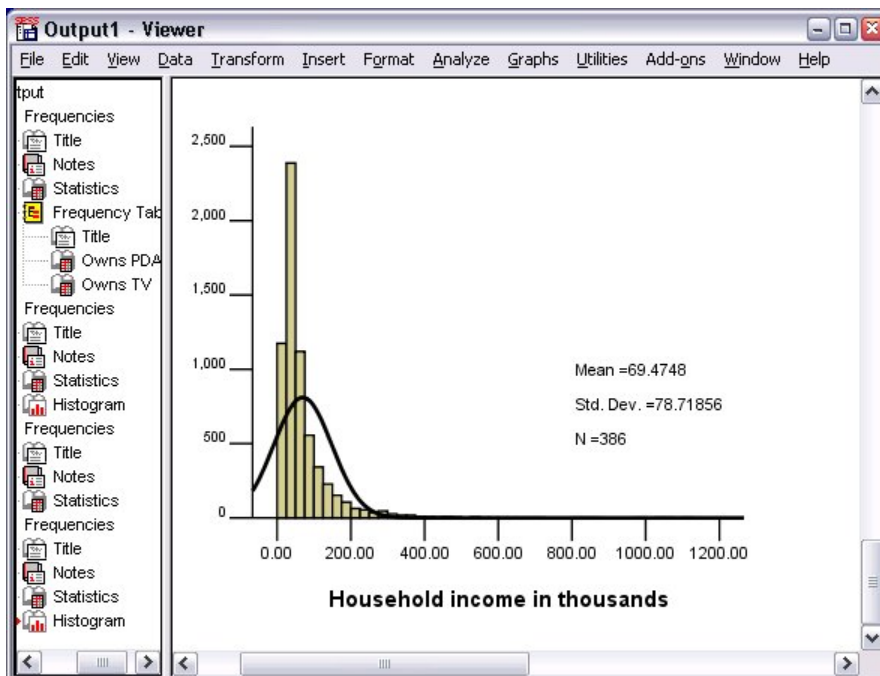 Output1 - Viewer
File Edit View Data Transform Insert Format Analyze Graphs Utilities Add-ons Window Help
tput
Frequencies
Title
Notes
Statistics
Frequency Tab
Title
Owns PDA
Owns TV
Frequencies
Title
Notes
Statistics
Histogram
Frequencies
Title
Notes
Statistics
Frequencies
Title
Notes
Statistics
Histogram
2,500
2,000
1,500
1,000
500
0
0.00 200.00 400.00 600.00 800.00 1000.00 1200.00
Household income in thousands
Mean =69.4748
Std. Dev. =78.71856
N =386